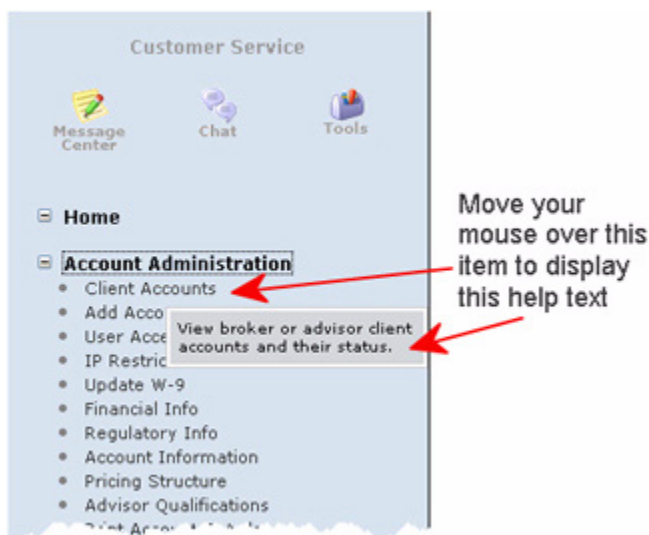 Customer Service
Message Center
Chat
Tools
Home
Account Administration
Client Accounts
Add Acco
User Acce
IP Restric
View broker or advisor client
accounts and their status.
Update W-9
Financial Info
Regulatory Info
Account Information
Pricing Structure
Advisor Qualifications
Move your
mouse over this
item to display
this help text